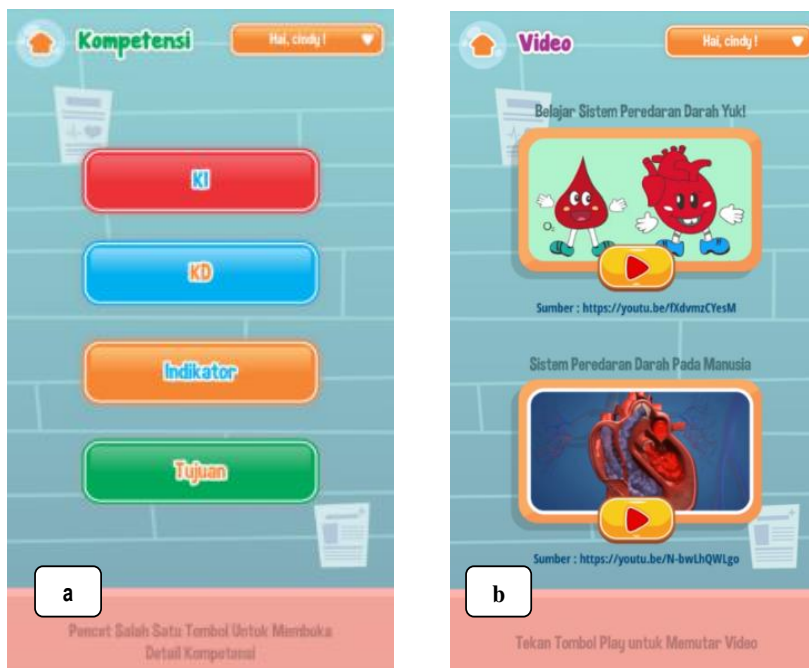 Kompetensi
Hai, cindy !
KI
KD
Indikator
Tujuan
a
Pencet Salah Satu Tombol Untuk Membuka
Detail Kompetensi
Video
Hai, cindy !
Belajar Sistem Peredaran Darah Yuk!
O₂
Sumber : https://youtu.be/fXdvmzCYesM
Sistem Peredaran Darah Pada Manusia
Sumber : https://youtu.be/N-bwLhQWLgo
b
Tekan Tombol Play untuk Memutar Video